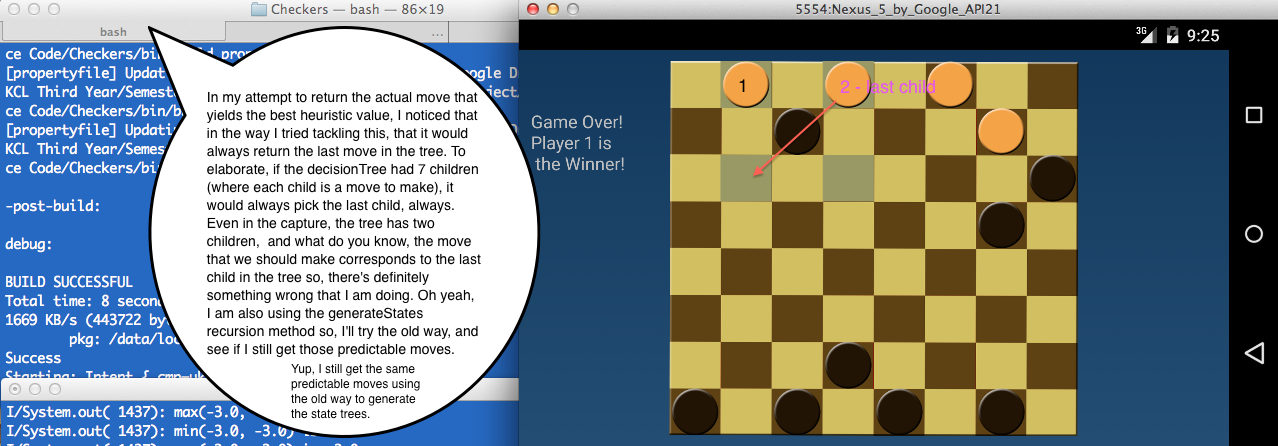 Checkers — bash — 86×19
bash
...
ce Code/Checkers/bin/
[propertyfile] Updat
KCL Third Year/Semest
ce Code/Checkers/bin/b
[propertyfile] Updatin
KCL Third Year/Semes
ce Code/Checkers/bi
-post-build:
debug:
BUILD SUCCESSFUL
Total time: 8 second
1669 KB/s (443722 by
pkg: /data/loc
Success
Starting: Intent { cmp=uk
I/System.out( 1437): max(-3.0,
I/System.out( 1437): min(-3.0, -3.0)
In my attempt to return the actual move that
yields the best heuristic value, I noticed that
in the way I tried tackling this, that it would
always return the last move in the tree. To
elaborate, if the decisionTree had 7 children
(where each child is a move to make), it
would always pick the last child, always.
Even in the capture, the tree has two
children,  and what do you know, the move
that we should make corresponds to the last
child in the tree so, there's definitely
something wrong that I am doing. Oh yeah,
I am also using the generateStates
recursion method so, I'll try the old way, and
see if I still get those predictable moves.
Yup, I still get the same
predictable moves using
the old way to generate
the state trees.
5554:Nexus_5_by_Google_API21
3G
9:25
Game Over!
Player 1 is
the Winner!
1
2 - last child